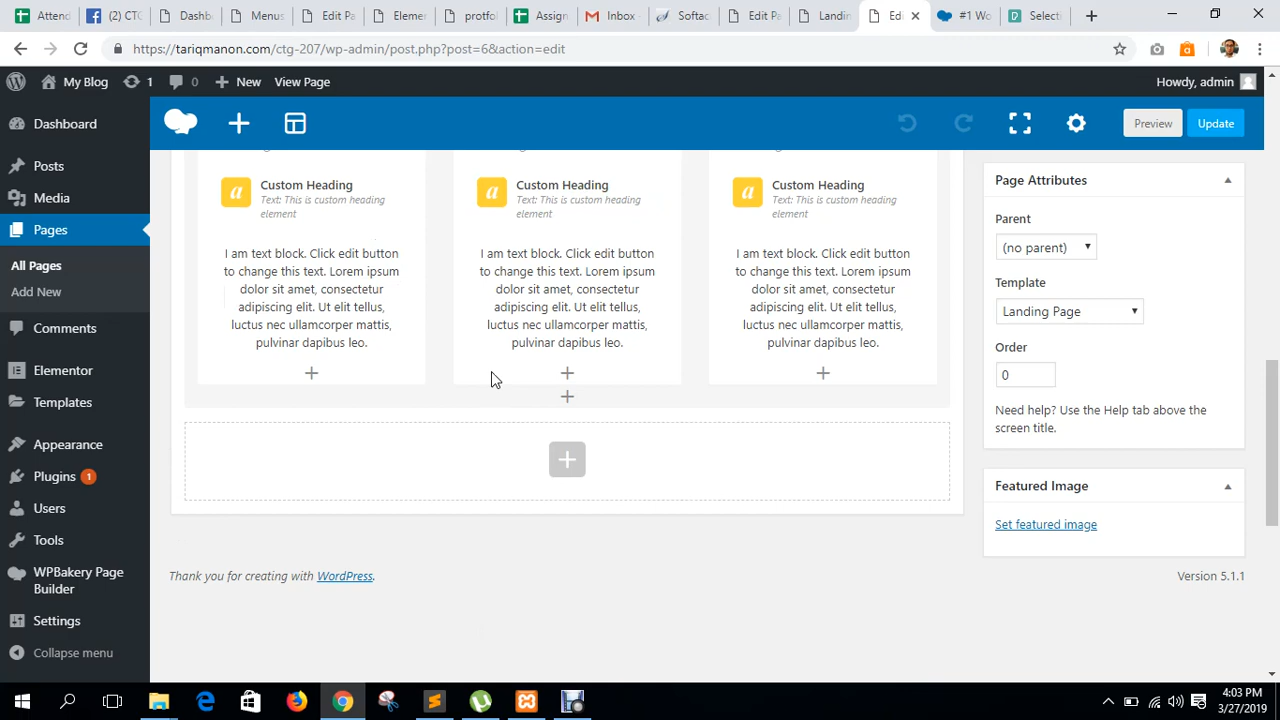 Attend
(2) CTG
Dashb
Menus
Edit Pa
Eleme
protfol
Assign
Inbox
Softac
Edit Pa
Landin
Edi
#1 Wo
Selecti
https://tariqmanon.com/ctg-207/wp-admin/post.php?post=6&action=edit
My Blog 1 0 New View Page Howdy, admin
Dashboard
Posts
Media
Pages
All Pages
Add New
Comments
Elementor
Templates
Appearance
Plugins 1
Users
Tools
WPBakery Page
Builder
Settings
Collapse menu
Preview Update
a Custom Heading
Text: This is custom heading
element
I am text block. Click edit button
to change this text. Lorem ipsum
dolor sit amet, consectetur
adipiscing elit. Ut elit tellus,
luctus nec ullamcorper mattis,
pulvinar dapibus leo.
a Custom Heading
Text: This is custom heading
element
I am text block. Click edit button
to change this text. Lorem ipsum
dolor sit amet, consectetur
adipiscing elit. Ut elit tellus,
luctus nec ullamcorper mattis,
pulvinar dapibus leo.
a Custom Heading
Text: This is custom heading
element
I am text block. Click edit button
to change this text. Lorem ipsum
dolor sit amet, consectetur
adipiscing elit. Ut elit tellus,
luctus nec ullamcorper mattis,
pulvinar dapibus leo.
Page Attributes
Parent
(no parent)
Template
Landing Page
Order
0
Need help? Use the Help tab above the
screen title.
Featured Image
Set featured image
Thank you for creating with WordPress.
Version 5.1.1
4:03 PM
3/27/2019